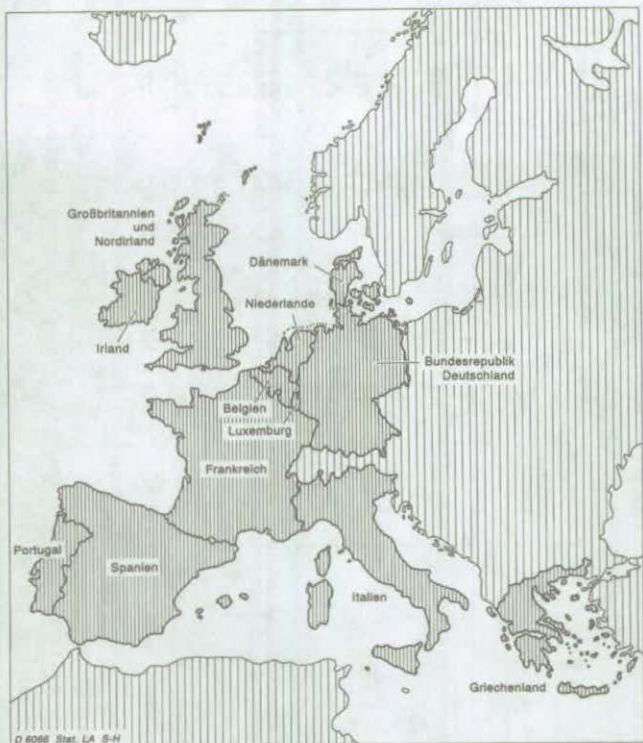 Großbritannien
und
Nordirland
Dänemark
Niederlande
Irland
Bundesrepublik
Deutschland
Belgien
Luxemburg
Frankreich
Portugal
Spanien
Italien
Griechenland
D 6066 Stat. LA S-H